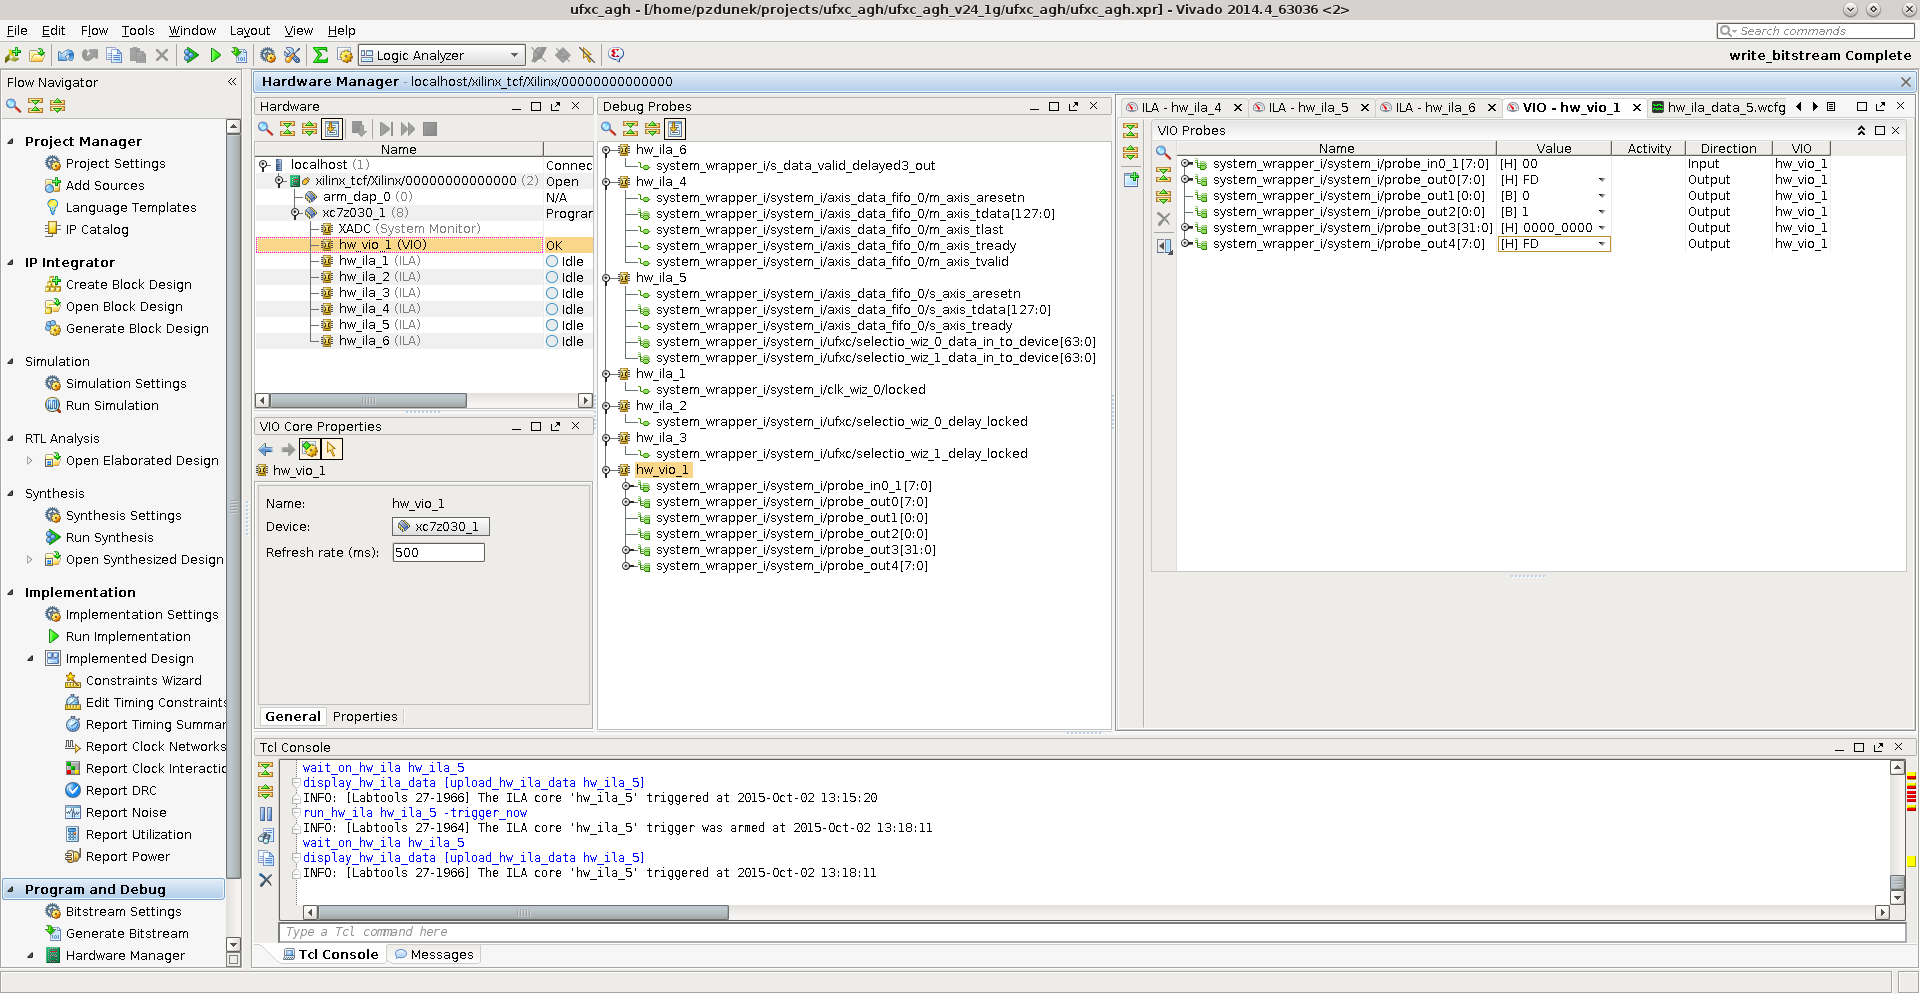 ufxc_agh - [/home/pzdunek/projects/ufxc_agh/ufxc_agh_v24_1g/ufxc_agh/ufxc_agh.xpr] - Vivado 2014.4_63036 <2>
File Edit Flow Tools Window Layout View Help
Search commands
Logic Analyzer
write_bitstream Complete
Flow Navigator
Project Manager
Project Settings
Add Sources
Language Templates
IP Catalog
IP Integrator
Create Block Design
Open Block Design
Generate Block Design
Simulation
Simulation Settings
Run Simulation
RTL Analysis
Open Elaborated Design
Synthesis
Synthesis Settings
Run Synthesis
Open Synthesized Design
Implementation
Implementation Settings
Run Implementation
Implemented Design
Constraints Wizard
Edit Timing Constraints
Report Timing Summar
Report Clock Networks
Report Clock Interactic
Report DRC
Report Noise
Report Utilization
Report Power
Program and Debug
Bitstream Settings
Generate Bitstream
Hardware Manager
Hardware Manager - localhost/xilinx_tcf/Xilinx/00000000000000
Hardware
Name
localhost (1) Connec
xilinx_tcf/Xilinx/00000000000000 (2) Open
arm_dap_0 (0) N/A
xc7z030_1 (8) Progran
XADC (System Monitor)
hw_vio_1 (VIO) OK
hw_ila_1 (ILA) Idle
hw_ila_2 (ILA) Idle
hw_ila_3 (ILA) Idle
hw_ila_4 (ILA) Idle
hw_ila_5 (ILA) Idle
hw_ila_6 (ILA) Idle
VIO Core Properties
hw_vio_1
Name: hw_vio_1
Device: xc7z030_1
Refresh rate (ms): 500
General Properties
Debug Probes
hw_ila_6
system_wrapper_i/s_data_valid_delayed3_out
hw_ila_4
system_wrapper_i/system_i/axis_data_fifo_0/m_axis_aresetn
system_wrapper_i/system_i/axis_data_fifo_0/m_axis_tdata[127:0]
system_wrapper_i/system_i/axis_data_fifo_0/m_axis_tlast
system_wrapper_i/system_i/axis_data_fifo_0/m_axis_tready
system_wrapper_i/system_i/axis_data_fifo_0/m_axis_tvalid
hw_ila_5
system_wrapper_i/system_i/axis_data_fifo_0/s_axis_aresetn
system_wrapper_i/system_i/axis_data_fifo_0/s_axis_tdata[127:0]
system_wrapper_i/system_i/axis_data_fifo_0/s_axis_tready
system_wrapper_i/system_i/ufxc/selectio_wiz_0_data_in_to_device[63:0]
system_wrapper_i/system_i/ufxc/selectio_wiz_1_data_in_to_device[63:0]
hw_ila_1
system_wrapper_i/system_i/clk_wiz_0/locked
hw_ila_2
system_wrapper_i/system_i/ufxc/selectio_wiz_0_delay_locked
hw_ila_3
system_wrapper_i/system_i/ufxc/selectio_wiz_1_delay_locked
hw_vio_1
system_wrapper_i/system_i/probe_in0_1[7:0]
system_wrapper_i/system_i/probe_out0[7:0]
system_wrapper_i/system_i/probe_out1[0:0]
system_wrapper_i/system_i/probe_out2[0:0]
system_wrapper_i/system_i/probe_out3[31:0]
system_wrapper_i/system_i/probe_out4[7:0]
ILA - hw_ila_4 ILA - hw_ila_5 ILA - hw_ila_6 VIO - hw_vio_1 hw_ila_data_5.wcfg
VIO Probes
Name Value Activity Direction VIO
system_wrapper_i/system_i/probe_in0_1[7:0] [H] 00 Input hw_vio_1
system_wrapper_i/system_i/probe_out0[7:0] [H] FD Output hw_vio_1
system_wrapper_i/system_i/probe_out1[0:0] [B] 0 Output hw_vio_1
system_wrapper_i/system_i/probe_out2[0:0] [B] 1 Output hw_vio_1
system_wrapper_i/system_i/probe_out3[31:0] [H] 0000_0000 Output hw_vio_1
system_wrapper_i/system_i/probe_out4[7:0] [H] FD Output hw_vio_1
Tcl Console
wait_on_hw_ila hw_ila_5
display_hw_ila_data [upload_hw_ila_data hw_ila_5]
INFO: [Labtools 27-1966] The ILA core 'hw_ila_5' triggered at 2015-Oct-02 13:15:20
run_hw_ila hw_ila_5 -trigger_now
INFO: [Labtools 27-1964] The ILA core 'hw_ila_5' trigger was armed at 2015-Oct-02 13:18:11
wait_on_hw_ila hw_ila_5
display_hw_ila_data [upload_hw_ila_data hw_ila_5]
INFO: [Labtools 27-1966] The ILA core 'hw_ila_5' triggered at 2015-Oct-02 13:18:11
Type a Tcl command here
Tcl Console Messages